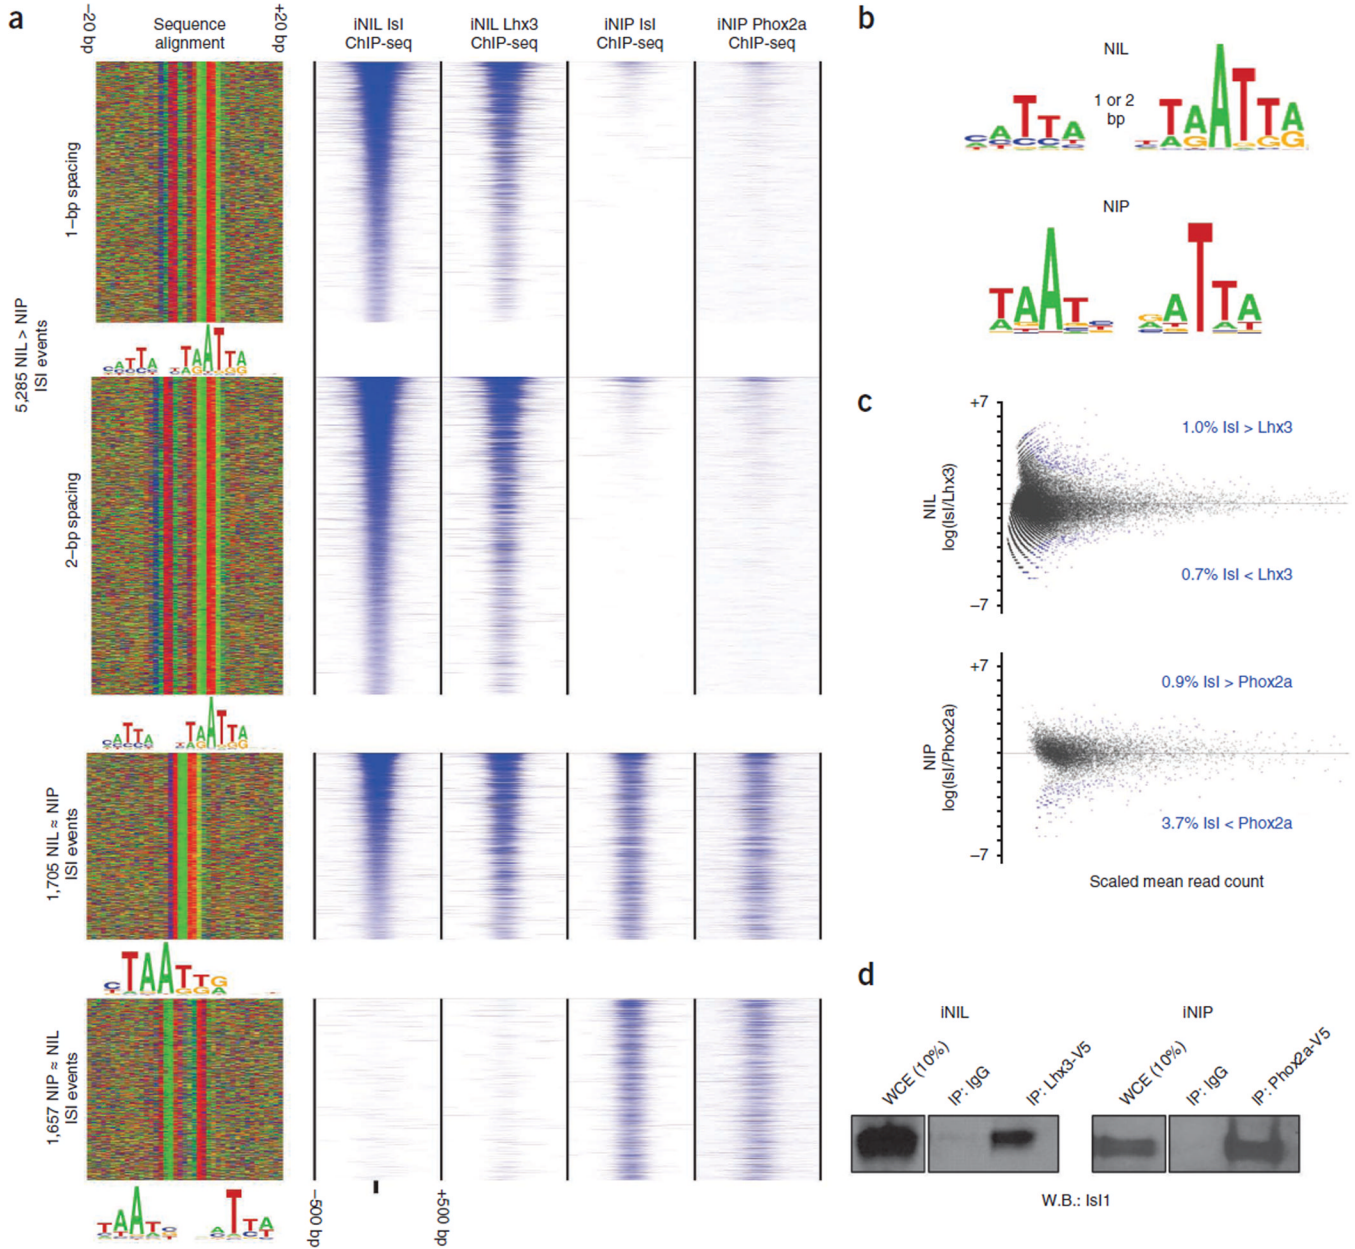 a
–20 bp
Sequence
alignment
+20 bp
iNIL Isl
ChIP-seq
iNIL Lhx3
ChIP-seq
iNIP Isl
ChIP-seq
iNIP Phox2a
ChIP-seq
5,285 NIL > NIP
ISI events
1–bp spacing
2–bp spacing
1,705 NIL ≈ NIP
ISI events
1,657 NIP ≈ NIL
ISI events
–500 bp
+500 bp
b
NIL
1 or 2
bp
NIP
c
+7
NIL
log(Isl/Lhx3)
–7
1.0% Isl > Lhx3
0.7% Isl < Lhx3
+7
NIP
log(Isl/Phox2a)
–7
0.9% Isl > Phox2a
3.7% Isl < Phox2a
Scaled mean read count
d
iNIL
iNIP
WCE (10%)
IP: IgG
IP: Lhx3-V5
WCE (10%)
IP: IgG
IP: Phox2a-V5
W.B.: Isl1